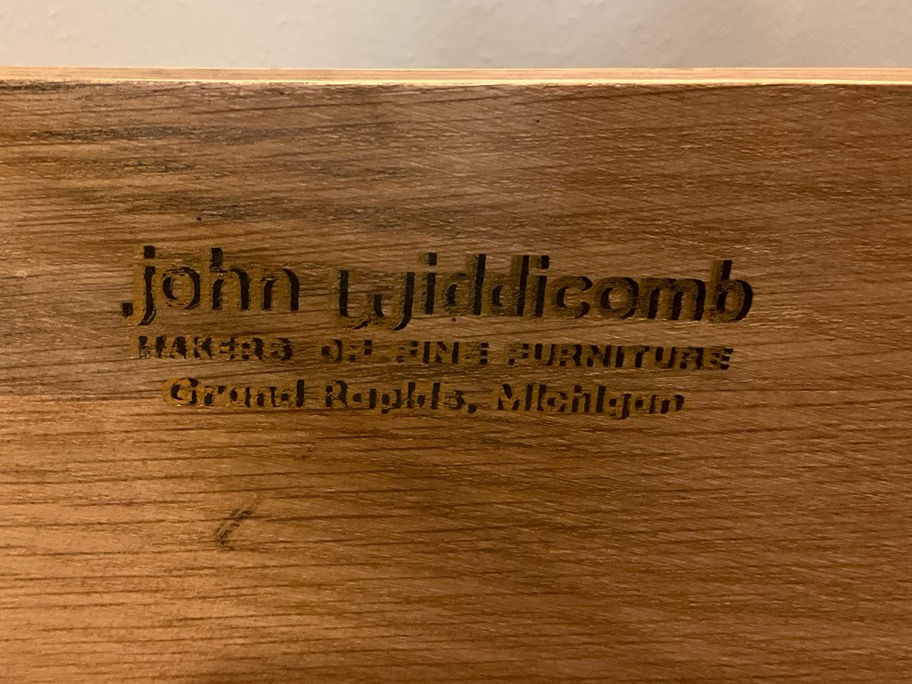 john widdicomb
MAKERS OF FINE FURNITURE
Grand Rapids, Michigan